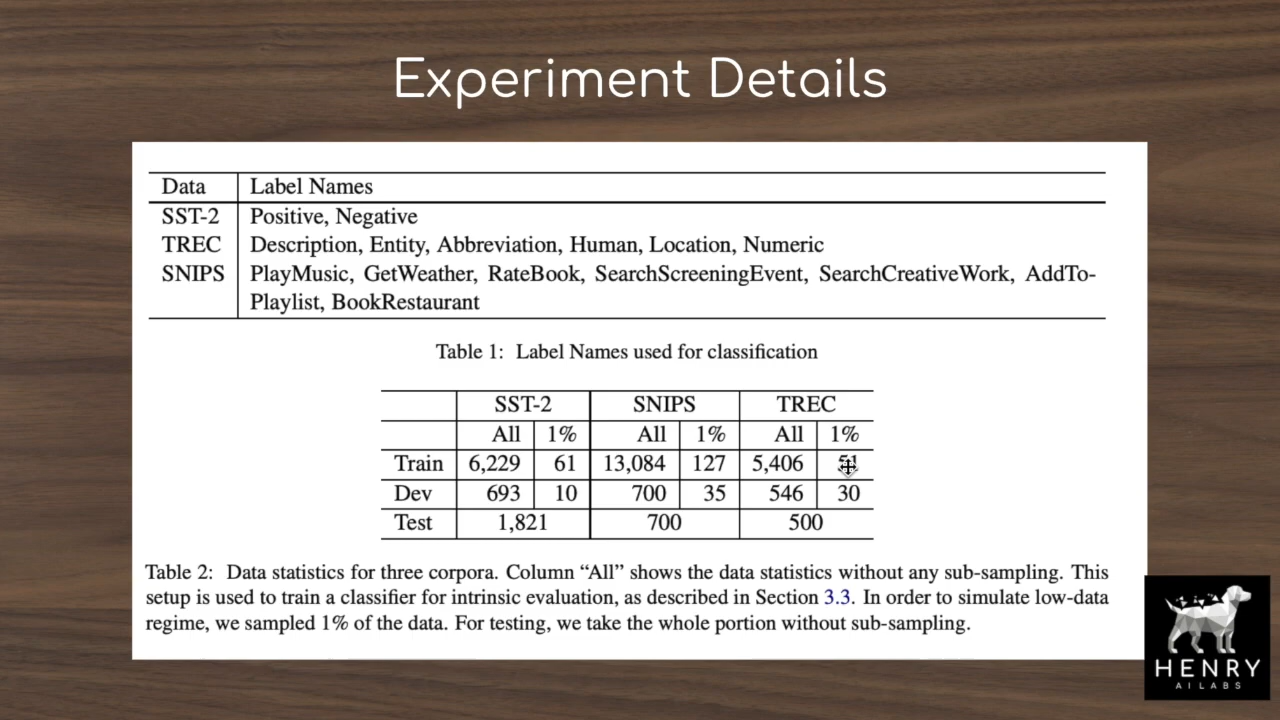 Experiment Details
Data Label Names
SST-2 Positive, Negative
TREC Description, Entity, Abbreviation, Human, Location, Numeric
SNIPS PlayMusic, GetWeather, RateBook, SearchScreeningEvent, SearchCreativeWork, AddTo-
Playlist, BookRestaurant
Table 1: Label Names used for classification
SST-2 SNIPS TREC
All 1% All 1% All 1%
Train 6,229 61 13,084 127 5,406
Dev 693 10 700 35 546 30
Test 1,821 700 500
Table 2: Data statistics for three corpora. Column “All” shows the data statistics without any sub-sampling. This
setup is used to train a classifier for intrinsic evaluation, as described in Section 3.3. In order to simulate low-data
regime, we sampled 1% of the data. For testing, we take the whole portion without sub-sampling.
HENRY
AI LABS